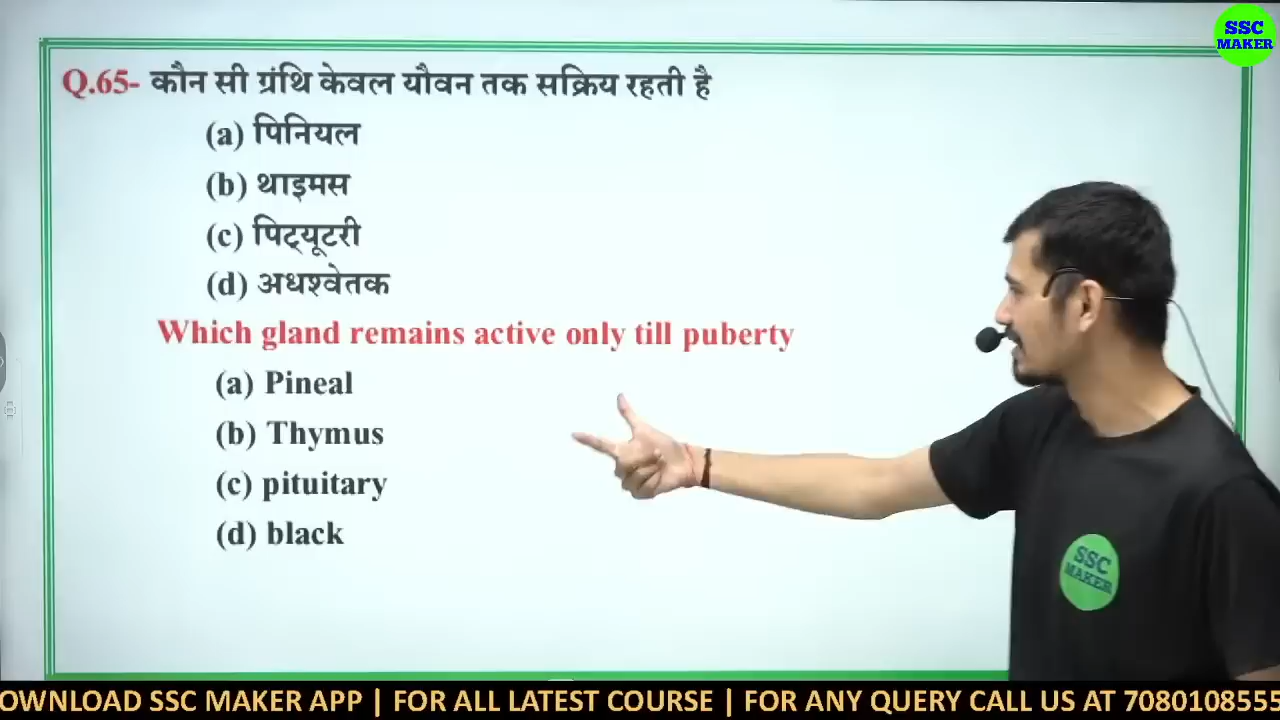 SSC
MAKER
Q.65- कौन सी ग्रंथि केवल यौवन तक सक्रिय रहती है
(a) पिनियल
(b) थाइमस
(c) पिट्यूटरी
(d) अधश्वेतक
Which gland remains active only till puberty
(a) Pineal
(b) Thymus
(c) pituitary
(d) black
SSC
MAKER
OWNLOAD SSC MAKER APP | FOR ALL LATEST COURSE | FOR ANY QUERY CALL US AT 7080108555